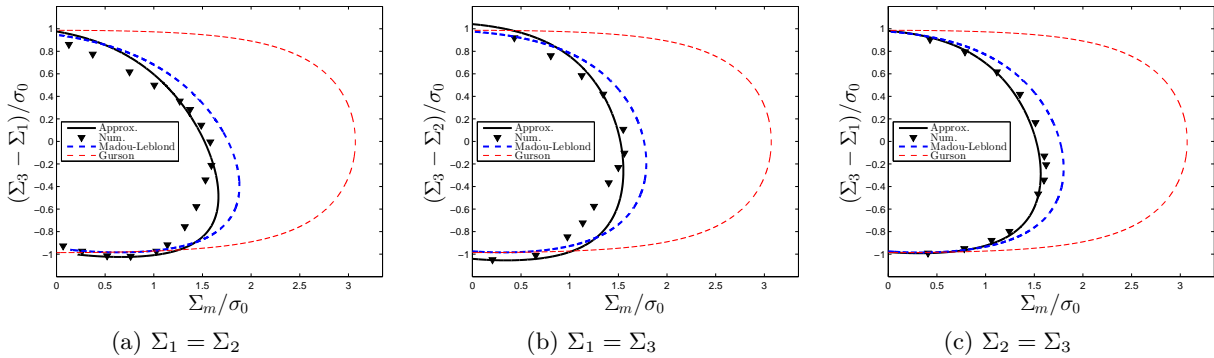 (Σ3 − Σ1)/σ0
1
0.8
0.6
0.4
0.2
0
−0.2
−0.4
−0.6
−0.8
−1
Approx.
Num.
Madou-Leblond
Gurson
0 0.5 1 1.5 2 2.5 3
Σm/σ0
(a) Σ1 = Σ2
(Σ3 − Σ2)/σ0
1
0.8
0.6
0.4
0.2
0
−0.2
−0.4
−0.6
−0.8
−1
Approx.
Num.
Madou-Leblond
Gurson
0 0.5 1 1.5 2 2.5 3
Σm/σ0
(b) Σ1 = Σ3
(Σ3 − Σ1)/σ0
1
0.8
0.6
0.4
0.2
0
−0.2
−0.4
−0.6
−0.8
−1
Approx.
Num.
Madou-Leblond
Gurson
0 0.5 1 1.5 2 2.5 3
Σm/σ0
(c) Σ2 = Σ3